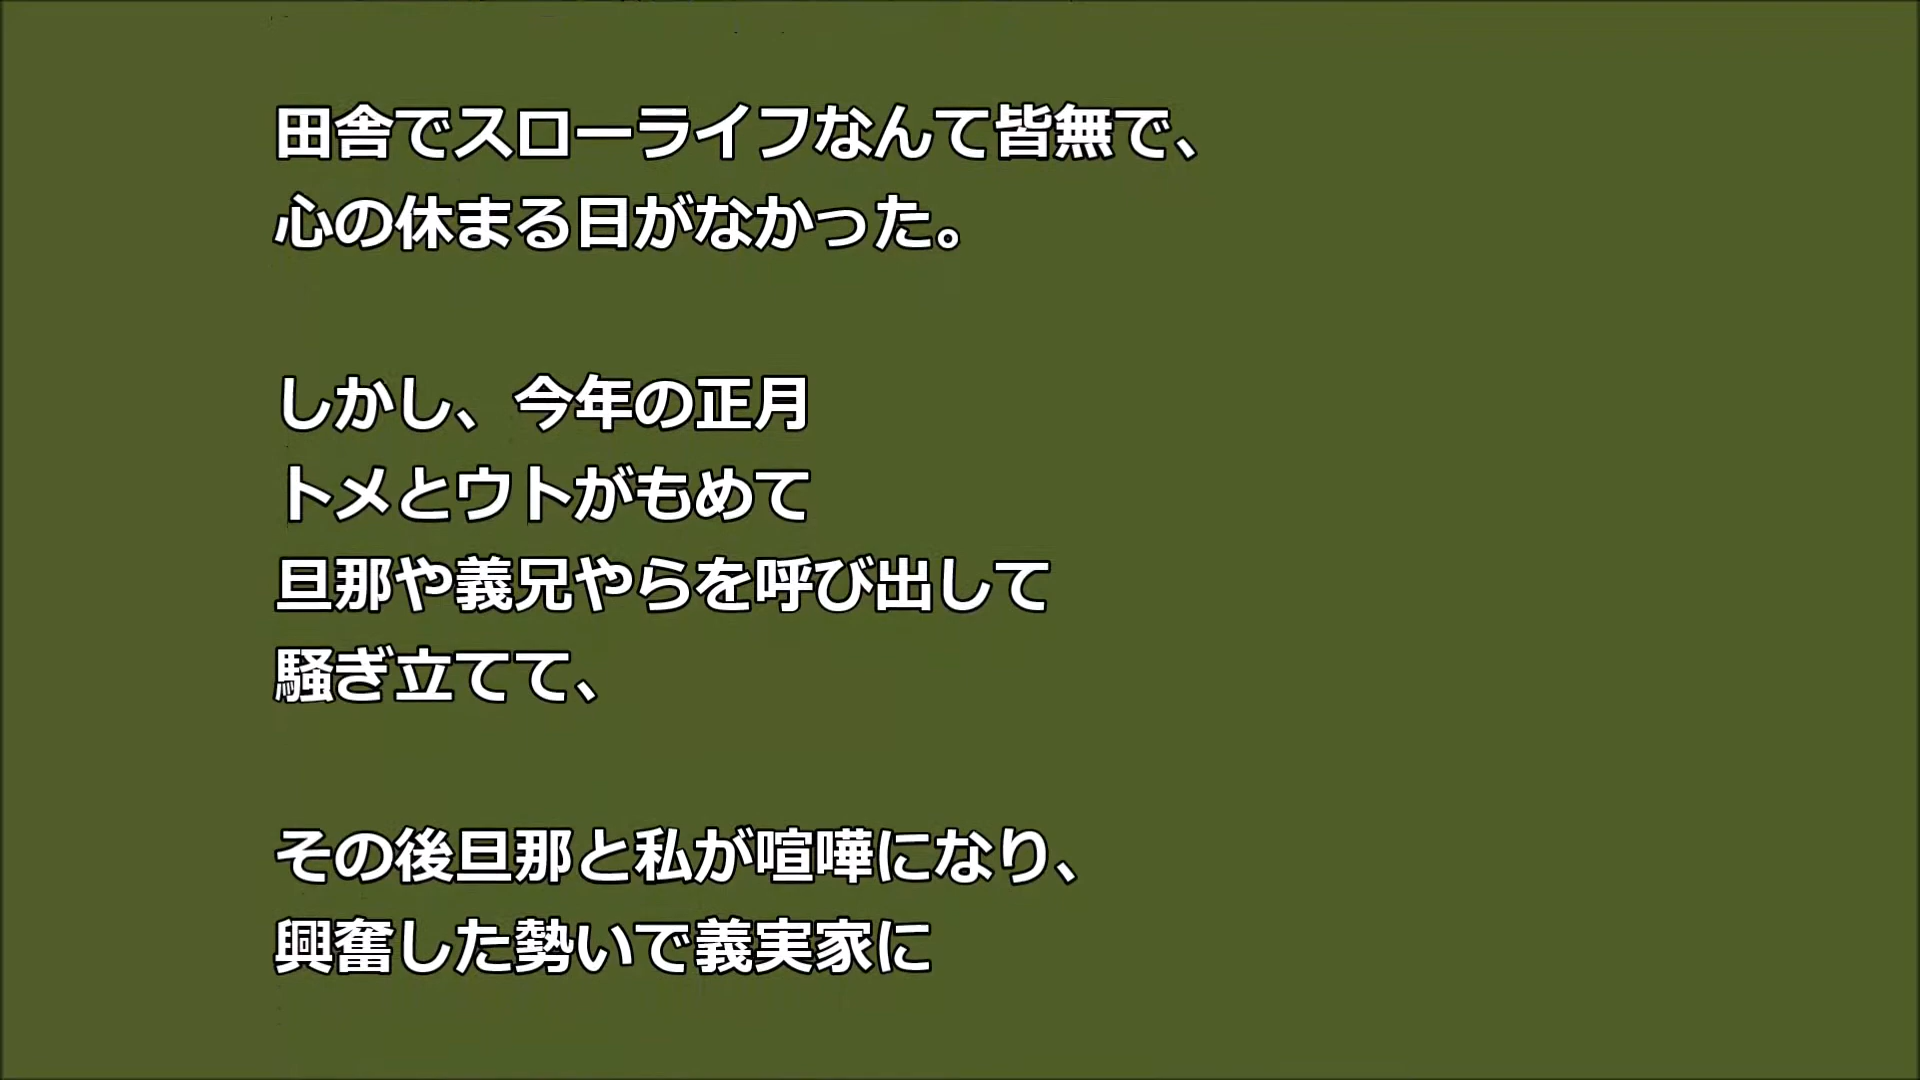 田舎でスローライフなんて皆無で、
心の休まる日がなかった。
しかし、今年の正月
トメとウトがもめて
旦那や義兄やらを呼び出して
騒ぎ立てて、
その後旦那と私が喧嘩になり、
興奮した勢いで義実家に